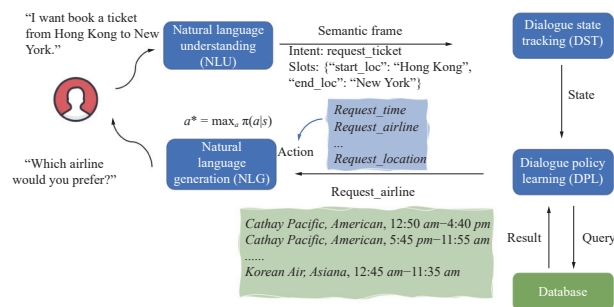 “I want book a ticket
from Hong Kong to New
York.”
Natural language
understanding
(NLU)
Semantic frame
Intent: request_ticket
Slots: {“start_loc”: “Hong Kong”,
“end_loc”: “New York”}
Dialogue state
tracking (DST)
State
a* = maxₐ π(a|s)
Action
Request_time
Request_airline
...
Request_location
“Which airline
would you prefer?”
Natural
language
generation (NLG)
Request_airline
Dialogue policy
learning (DPL)
Cathay Pacific, American, 12:50 am−4:40 pm
Cathay Pacific, American, 5:45 pm−11:55 am
......
Korean Air, Asiana, 12:45 am−11:35 am
Result
Query
Database